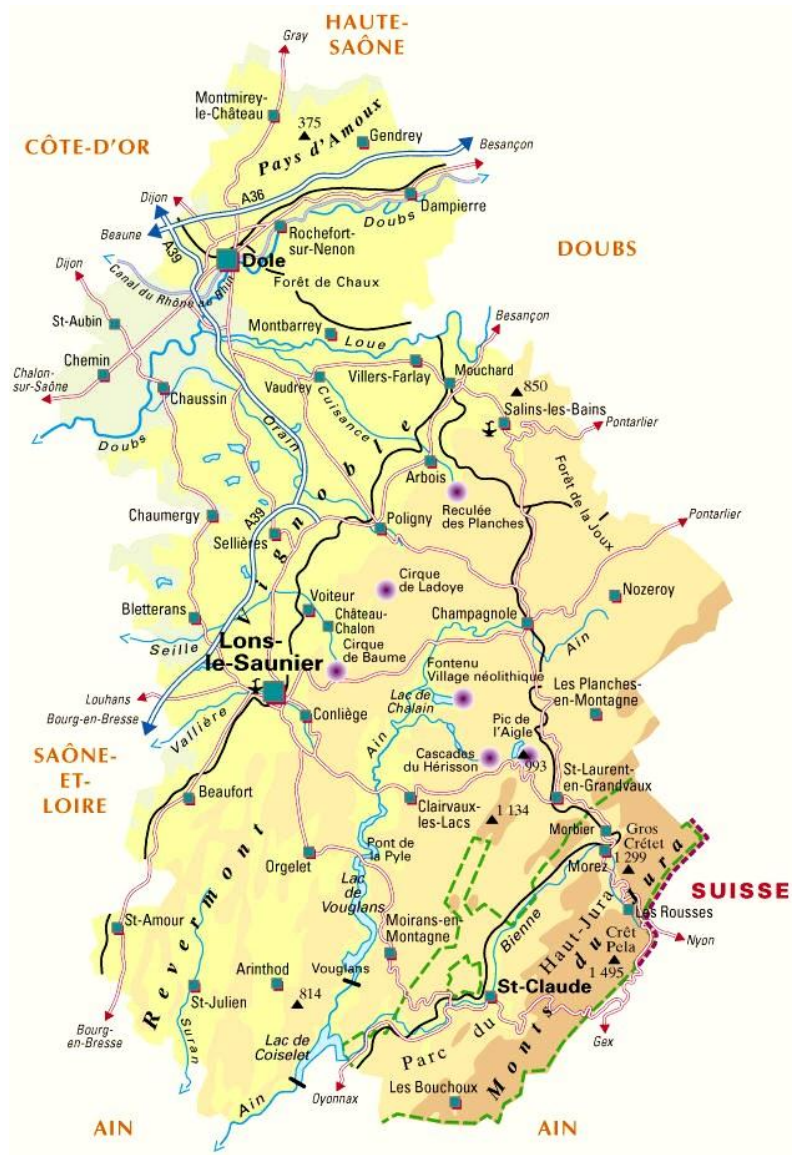 HAUTE-
SAÔNE
Gray
Montmirey-
le-Château
375
Pays d'Amoux
Gendrey
CÔTE-D'OR
Besançon
A36
Dijon
Dampierre
Doubs
Beaune
A39
Rochefort-
sur-Nenon
DOUBS
Dole
Dijon
Canal du Rhône au Rhin
Forêt de Chaux
St-Aubin
Montbarrey
Loue
Besançon
Chemin
Chalon-
sur-Saône
Villers-Farlay
Mouchard
Vaudrey
Chaussin
Cuisance
850
Salins-les-Bains
Pontarlier
Orain
Doubs
Arbois
Forêt de la Joux
Vignoble
Reculée
des Planches
Chaumergy
A39
Sellières
Poligny
Pontarlier
Cirque
de Ladoye
Nozeroy
Voiteur
Bletterans
Château-
Chalon
Champagnole
Seille
Lons-
le-Saunier
Cirque
de Baume
Ain
Fontenu
Village néolithique
Louhans
Lac de
Chalain
Les Planches-
en-Montagne
Bourg-en-Bresse
Conliège
Vallière
Ain
Pic de
l'Aigle
SAÔNE-
ET-
LOIRE
Cascades
du Hérisson
993
St-Laurent-
en-Grandvaux
Beaufort
Clairvaux-
les-Lacs
1 134
Morbier
Gros
Crétet
1 299
Pont de
la Pyle
Orgelet
Morez
Lac
de
Vouglans
SUISSE
Revermont
Les Rousses
St-Amour
Moirans-en-
Montagne
Bienne
Crêt
Pela
1 495
Nyon
Vouglans
Arinthod
St-Claude
St-Julien
814
Bourg-
en-Bresse
Suran
Lac de
Coiselet
Gex
Parc du Haut-Jura
Monts du Jura
Oyonnax
Les Bouchoux
Ain
AIN
AIN